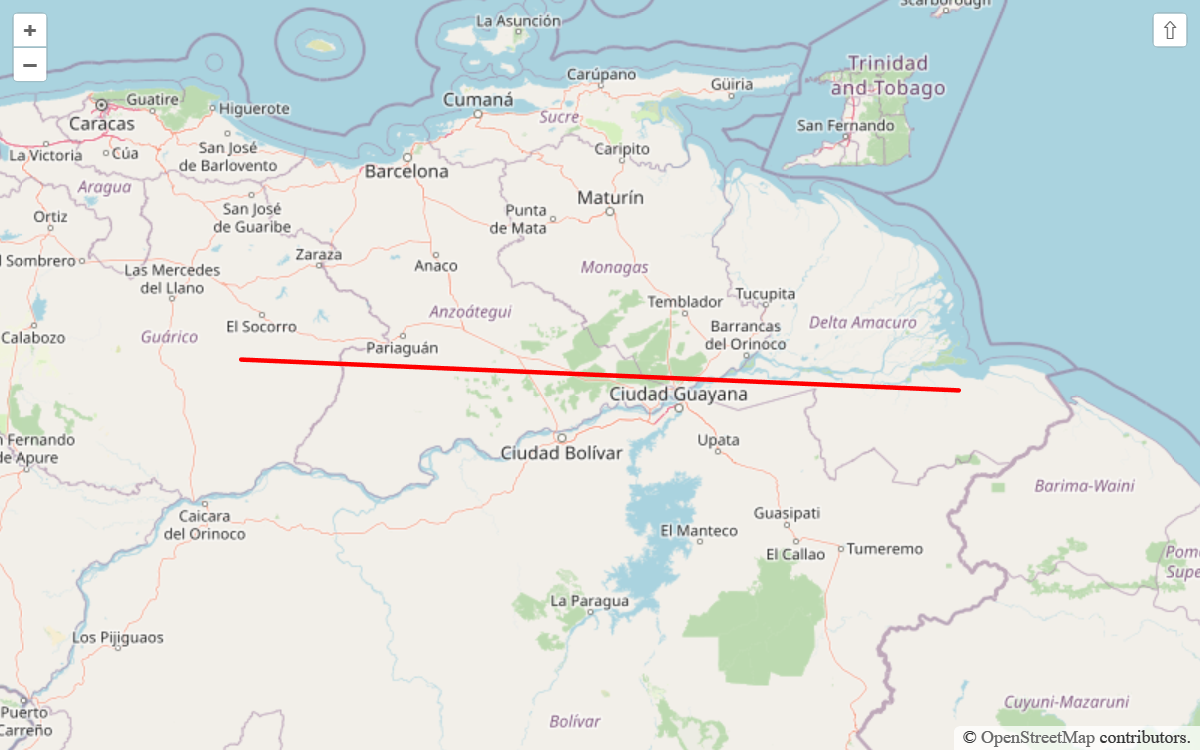 Scarborough
+
La Asunción
⇧
−
Trinidad
and Tobago
Carúpano
Güiria
Guatire
Cumaná
Higuerote
Sucre
Caracas
San Fernando
La Victoria
Cúa
San José
de Barlovento
Caripito
Barcelona
Aragua
Maturín
San José
de Guaribe
Punta
de Mata
Ortiz
Zaraza
l Sombrero
Anaco
Monagas
Las Mercedes
del Llano
Tucupita
Temblador
Anzoátegui
El Socorro
Barrancas
del Orinoco
Delta Amacuro
Calabozo
Guárico
Pariaguán
Ciudad Guayana
n Fernando
de Apure
Upata
Ciudad Bolívar
Barima-Waini
Caicara
del Orinoco
Guasipati
El Manteco
El Callao
Tumeremo
Pom
Supe
La Paragua
Los Pijiguaos
Cuyuni-Mazaruni
Puerto
Carreño
Bolívar
© OpenStreetMap contributors.